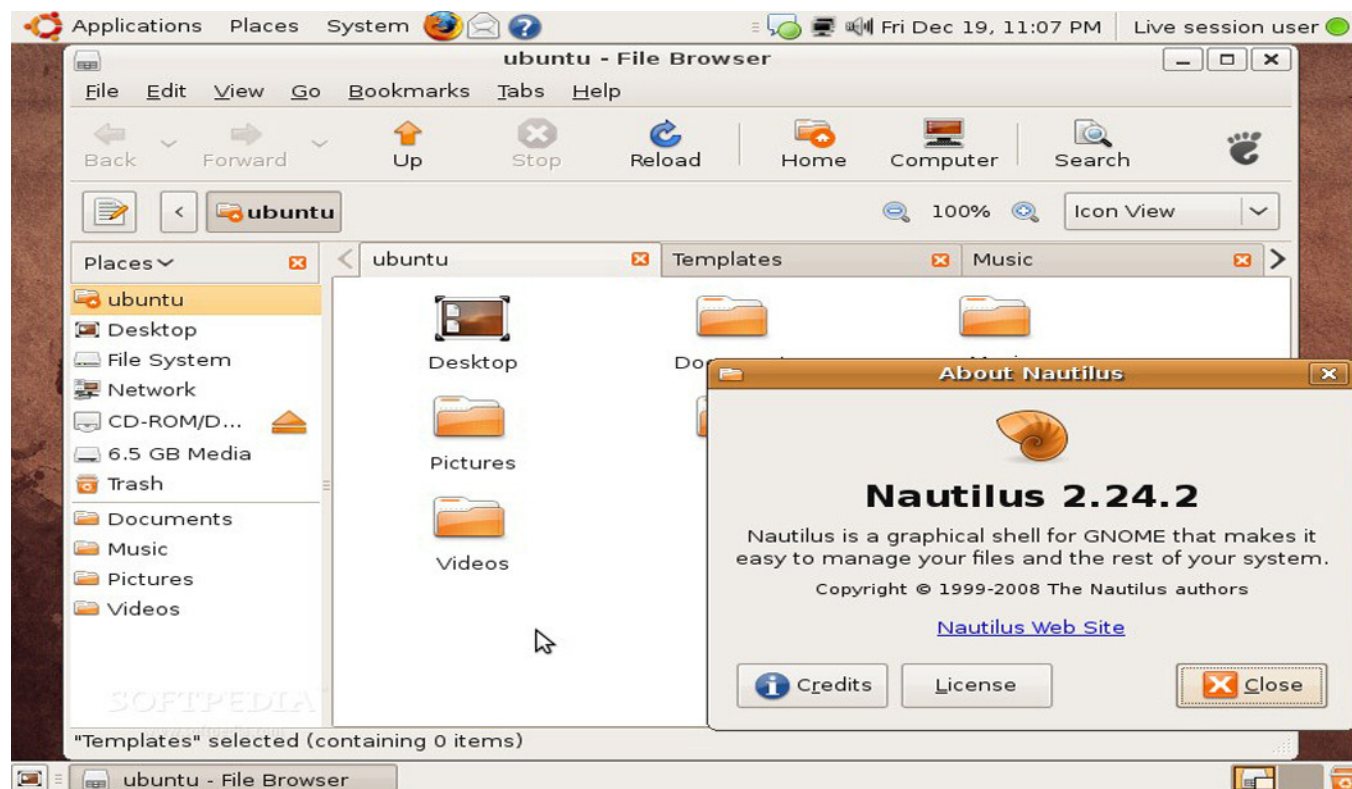 Applications Places System Fri Dec 19, 11:07 PM Live session user
ubuntu - File Browser
File Edit View Go Bookmarks Tabs Help
Back Forward Up Stop Reload Home Computer Search
ubuntu 100% Icon View
Places ubuntu Templates Music
ubuntu
Desktop
File System
Network
CD-ROM/D...
6.5 GB Media
Trash
Documents
Music
Pictures
Videos
Desktop
Pictures
Videos
About Nautilus
Nautilus 2.24.2
Nautilus is a graphical shell for GNOME that makes it
easy to manage your files and the rest of your system.
Copyright © 1999-2008 The Nautilus authors
Nautilus Web Site
Credits License Close
SOFTPEDIA
"Templates" selected (containing 0 items)
ubuntu - File Browser